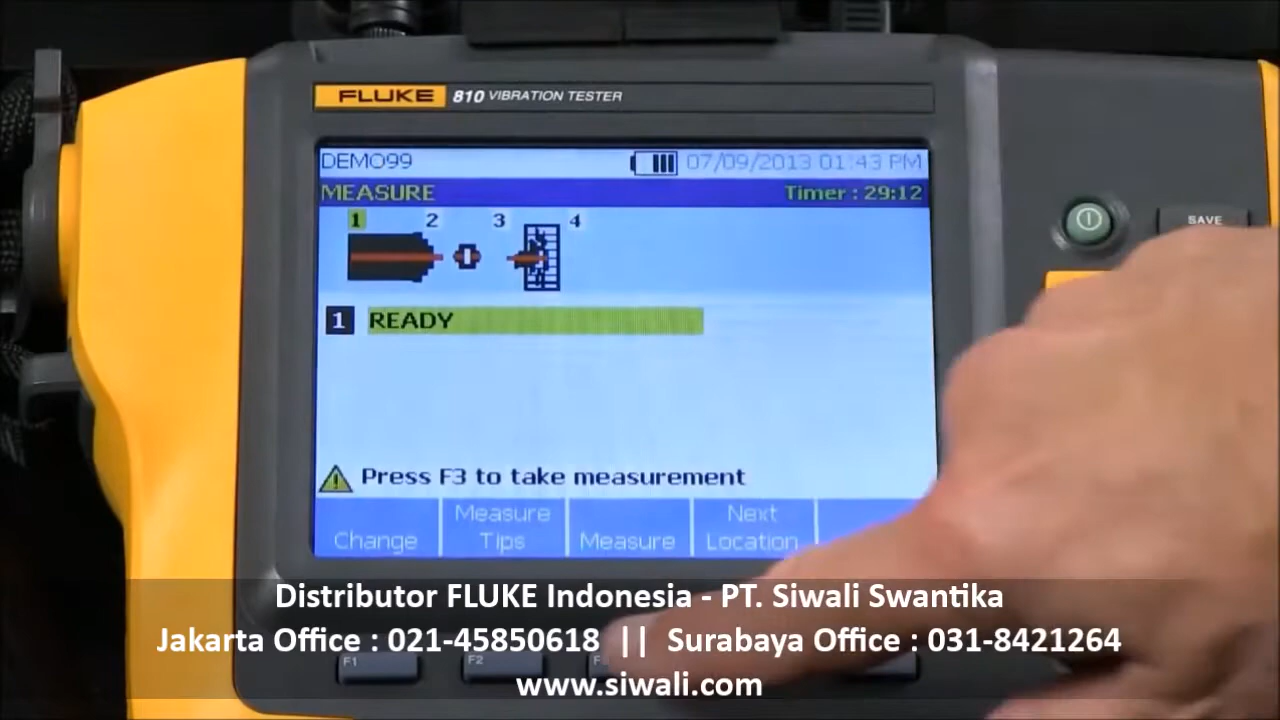 FLUKE 810 VIBRATION TESTER
DEMO99 07/09/2013 01:43 PM
MEASURE Timer : 29:12
1 2 3 4
SAVE
1 READY
Press F3 to take measurement
Change Measure Tips Measure Next Location
Distributor FLUKE Indonesia - PT. Siwali Swantika
Jakarta Office : 021-45850618 || Surabaya Office : 031-8421264
F1 F2
www.siwali.com